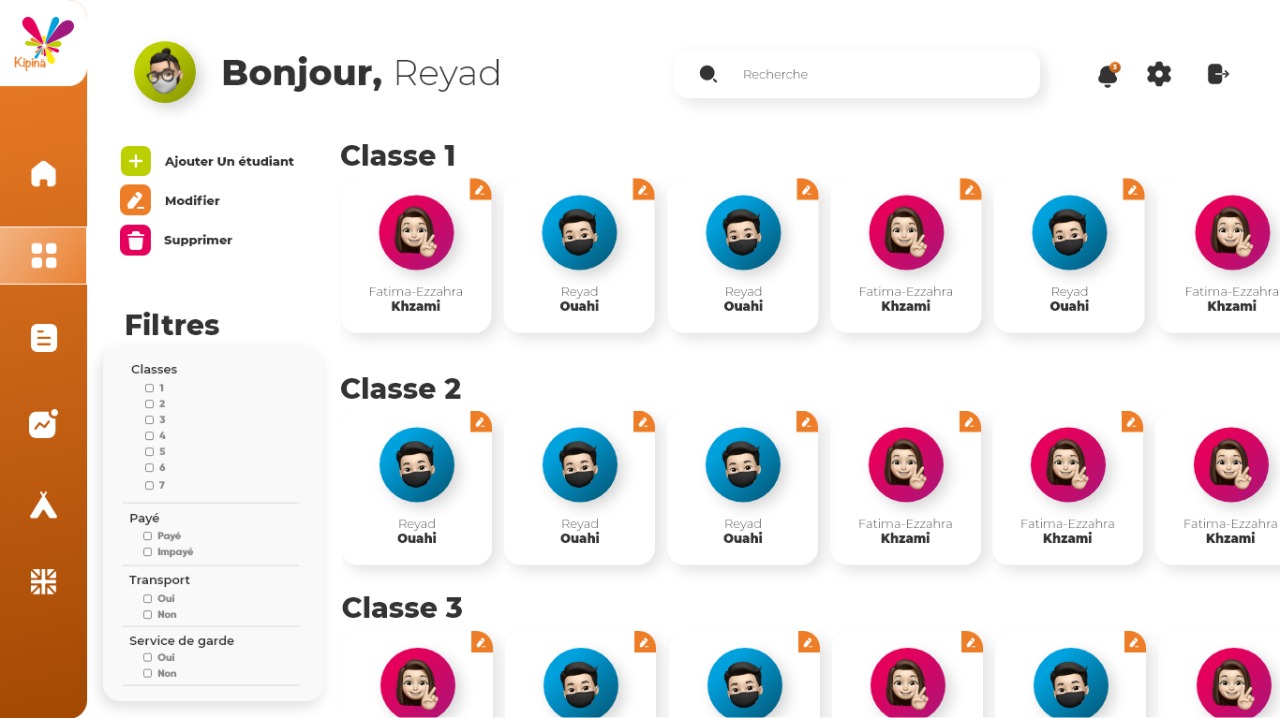 Kipina
Bonjour, Reyad
Recherche
3
Ajouter Un étudiant
Modifier
Supprimer
Filtres
Classes
1
2
3
4
5
6
7
Payé
Payé
Impayé
Transport
Oui
Non
Service de garde
Oui
Non
Classe 1
Fatima-Ezzahra
Khzami
Reyad
Ouahi
Reyad
Ouahi
Fatima-Ezzahra
Khzami
Reyad
Ouahi
Fatima-Ezzahra
Khzami
Classe 2
Reyad
Ouahi
Reyad
Ouahi
Reyad
Ouahi
Fatima-Ezzahra
Khzami
Fatima-Ezzahra
Khzami
Fatima-Ezzahra
Khzami
Classe 3